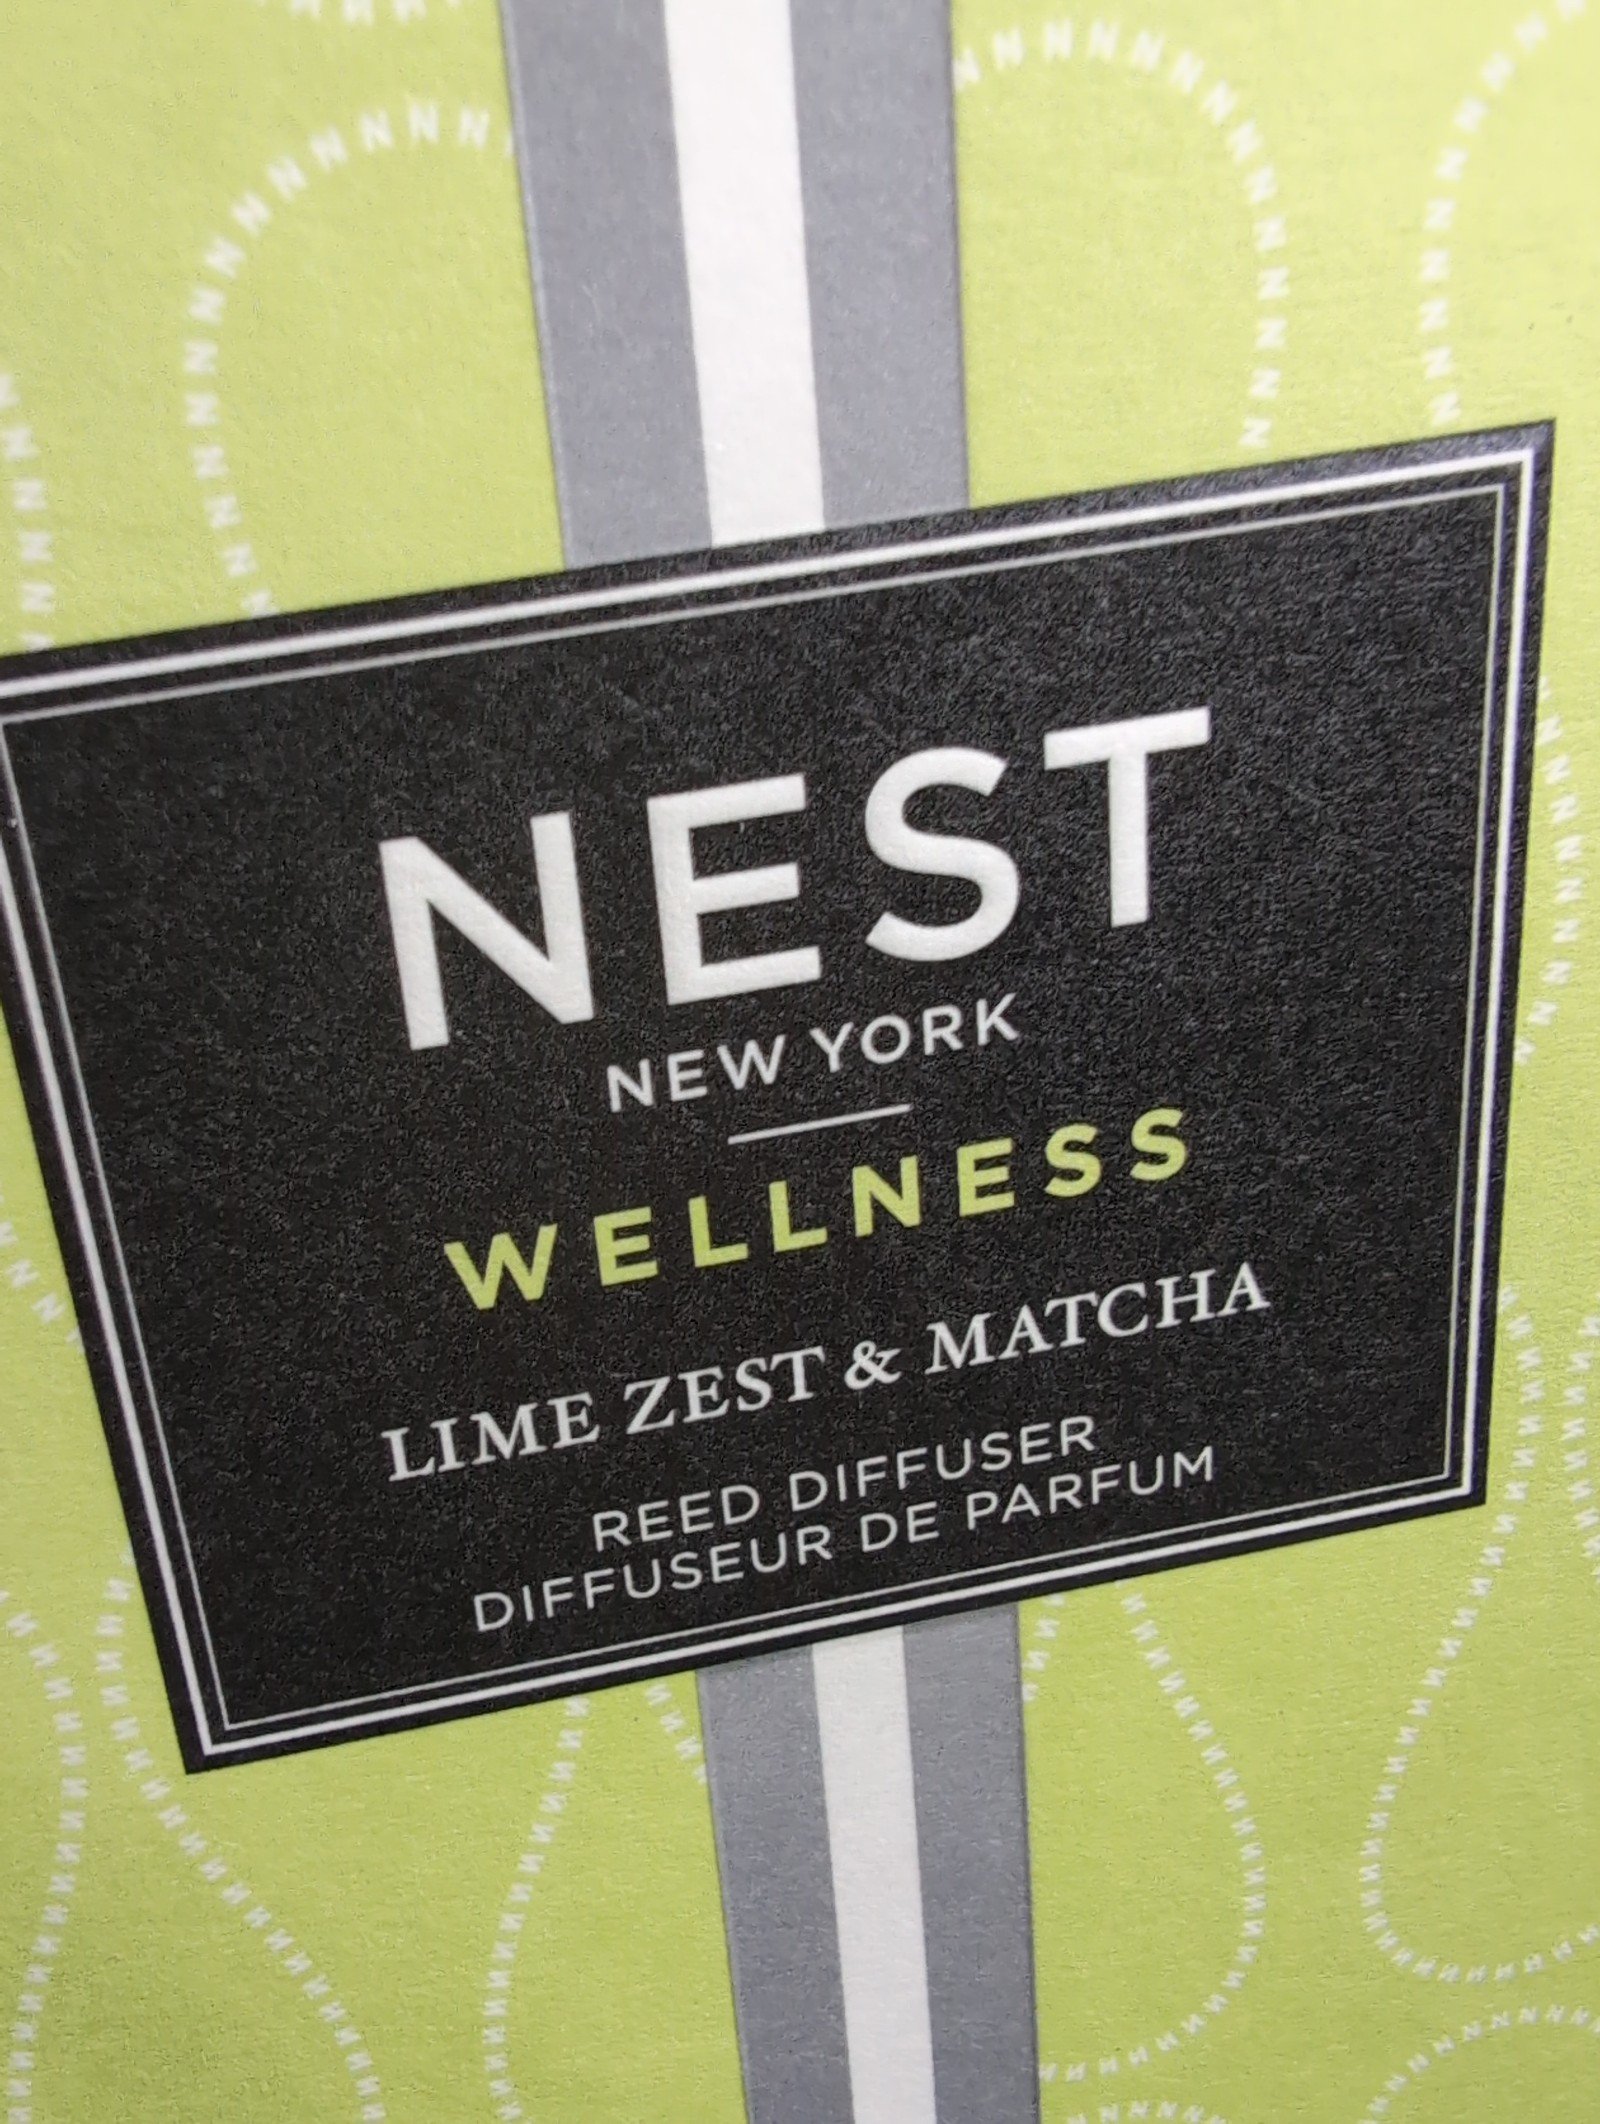 NEST
NEW YORK
WELLNESS
LIME ZEST & MATCHA
REED DIFFUSER
DIFFUSEUR DE PARFUM